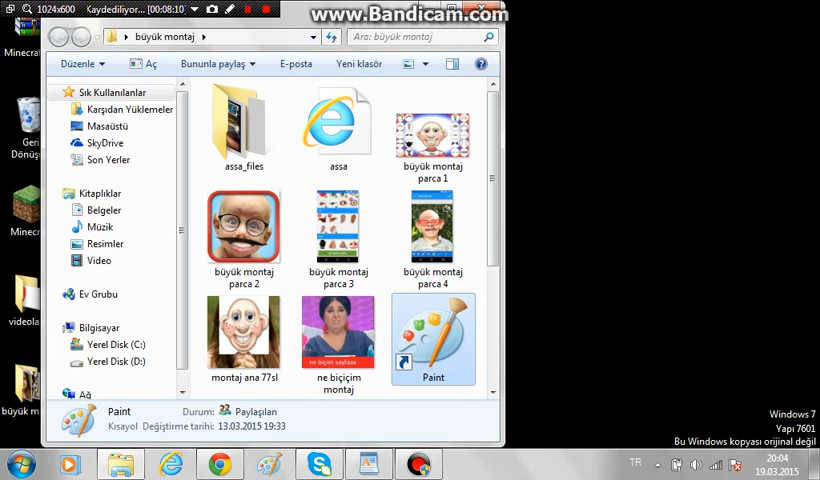 1024x600 Kaydediliyor... [00:08:10]
www.Bandicam.com
büyük montaj
Ara: büyük montaj
Düzenle
Aç
Bununla paylaş
E-posta
Yeni klasör
Sık Kullanılanlar
Karşıdan Yüklemeler
Masaüstü
SkyDrive
Son Yerler
Kitaplıklar
Belgeler
Müzik
Resimler
Video
Ev Grubu
Bilgisayar
Yerel Disk (C:)
Yerel Disk (D:)
Ağ
assa_files
assa
büyük montaj
parca 1
büyük montaj
parca 2
büyük montaj
parca 3
büyük montaj
parca 4
montaj ana 77sl
ne biçim sayfaaa
ne biçiçim
montaj
Paint
Paint
Durum: Paylaşılan
Kısayol Değiştirme tarihi: 13.03.2015 19:33
Minecraf
Geri
Dönüş
Minec
videola
büyük m
Windows 7
Yapı 7601
Bu Windows kopyası orijinal değil
TR
20:04
19.03.2015